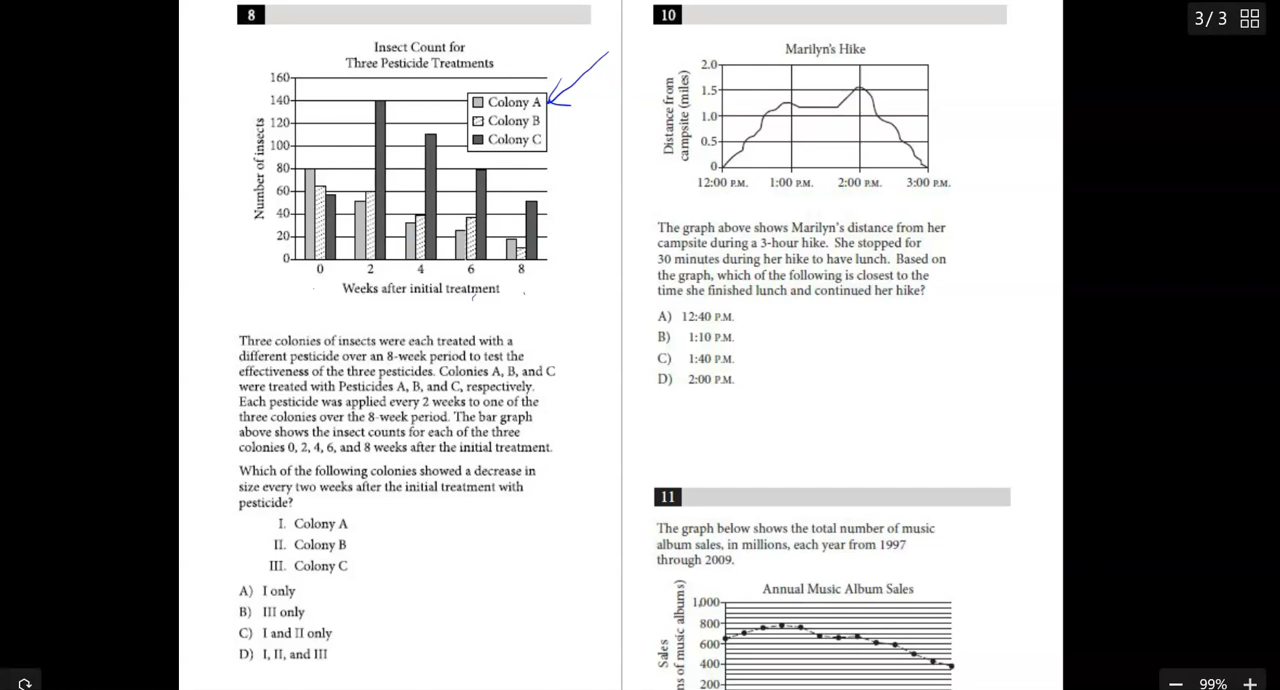 3 / 3
8
Insect Count for
Three Pesticide Treatments
160
140
120
100
80
60
40
20
0
Number of insects
Colony A
Colony B
Colony C
0 2 4 6 8
Weeks after initial treatment
Three colonies of insects were each treated with a
different pesticide over an 8-week period to test the
effectiveness of the three pesticides. Colonies A, B, and C
were treated with Pesticides A, B, and C, respectively.
Each pesticide was applied every 2 weeks to one of the
three colonies over the 8-week period. The bar graph
above shows the insect counts for each of the three
colonies 0, 2, 4, 6, and 8 weeks after the initial treatment.
Which of the following colonies showed a decrease in
size every two weeks after the initial treatment with
pesticide?
I. Colony A
II. Colony B
III. Colony C
A) I only
B) III only
C) I and II only
D) I, II, and III
10
Marilyn's Hike
2.0
1.5
1.0
0.5
0
Distance from
campsite (miles)
12:00 P.M. 1:00 P.M. 2:00 P.M. 3:00 P.M.
The graph above shows Marilyn's distance from her
campsite during a 3-hour hike. She stopped for
30 minutes during her hike to have lunch. Based on
the graph, which of the following is closest to the
time she finished lunch and continued her hike?
A) 12:40 P.M.
B) 1:10 P.M.
C) 1:40 P.M.
D) 2:00 P.M.
11
The graph below shows the total number of music
album sales, in millions, each year from 1997
through 2009.
Annual Music Album Sales
1,000
800
600
400
200
Sales
of music albums)
99%